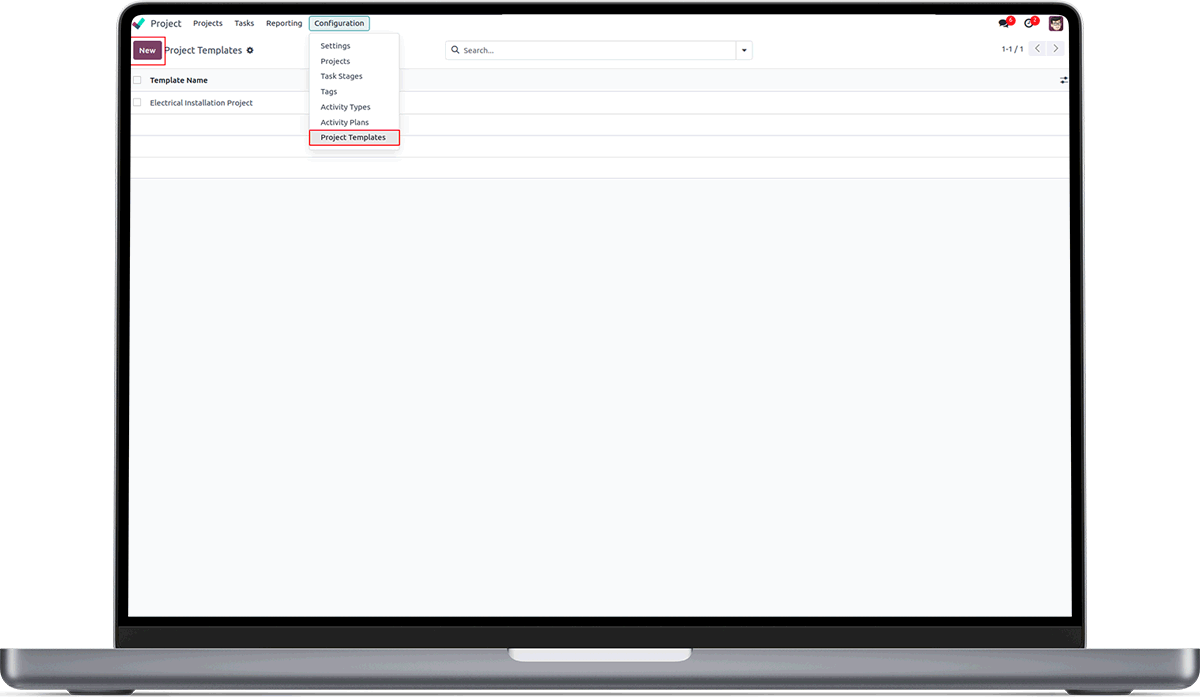 Project Projects Tasks Reporting Configuration 6 2
New Project Templates Search... 1-1 / 1
Settings
Projects
Task Stages
Tags
Activity Types
Activity Plans
Project Templates
Template Name
Electrical Installation Project